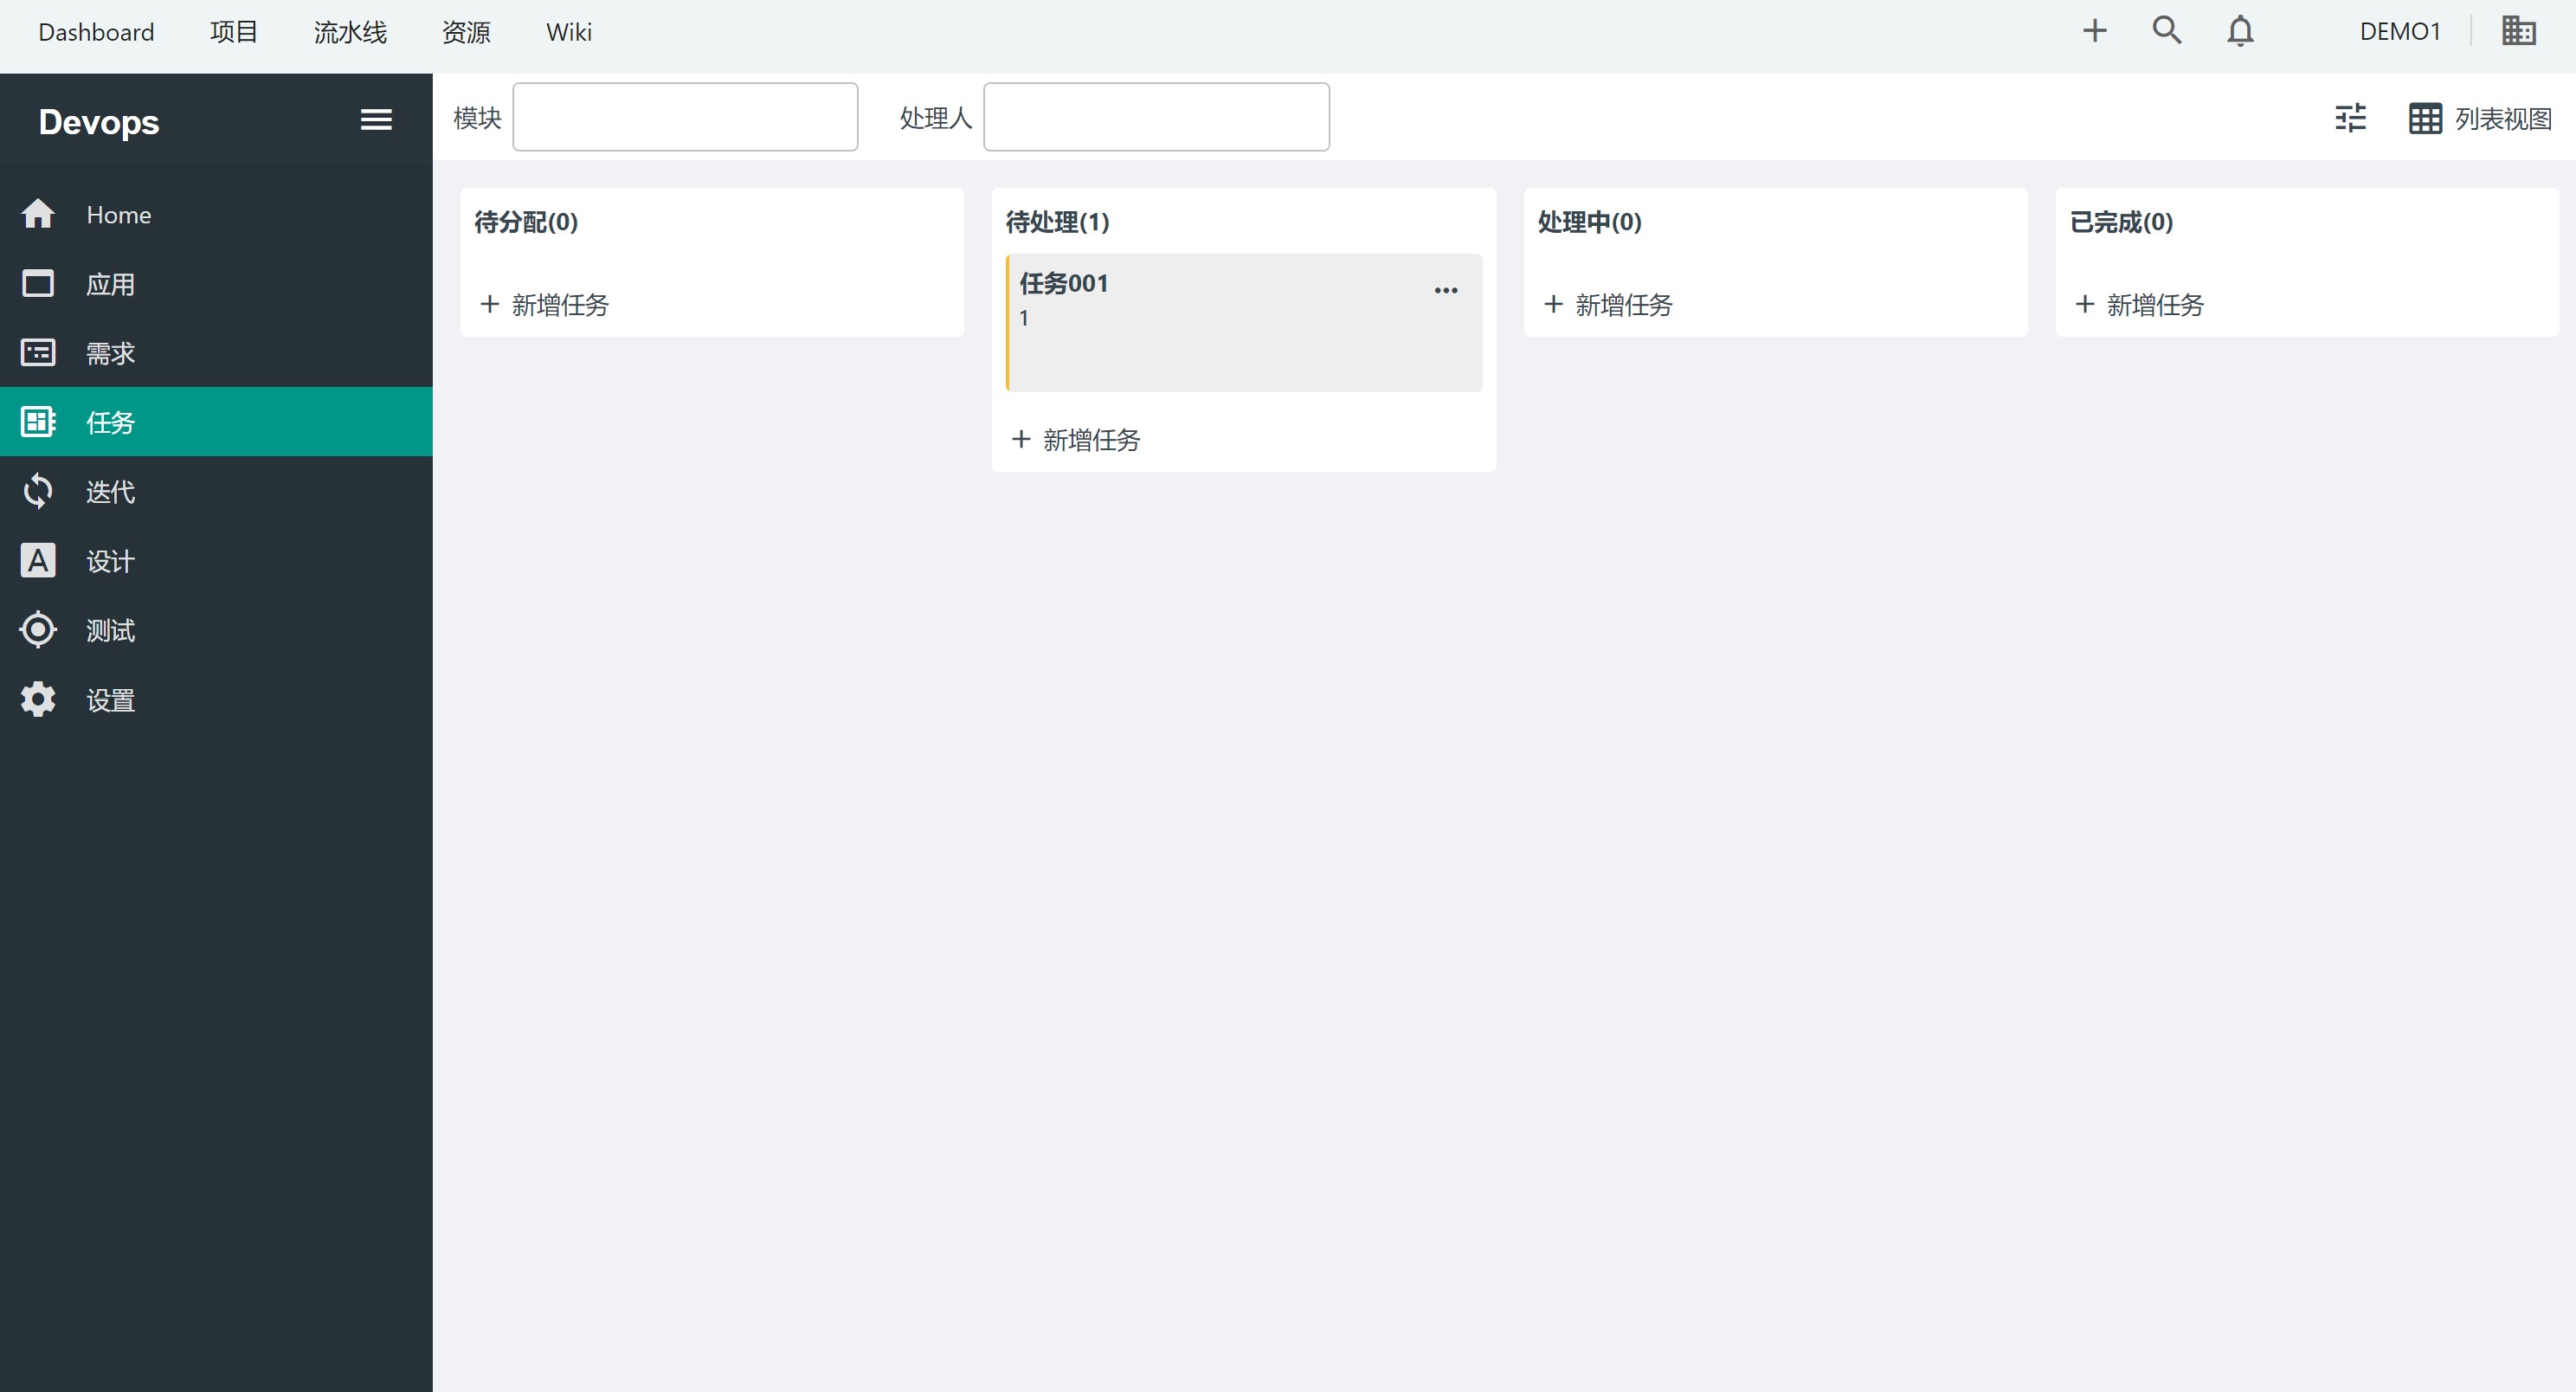 Dashboard 项目 流水线 资源 Wiki DEMO1
Devops
Home
应用
需求
任务
迭代
设计
测试
设置
模块 处理人 列表视图
待分配(0)
+ 新增任务
待处理(1)
任务001
1
+ 新增任务
处理中(0)
+ 新增任务
已完成(0)
+ 新增任务